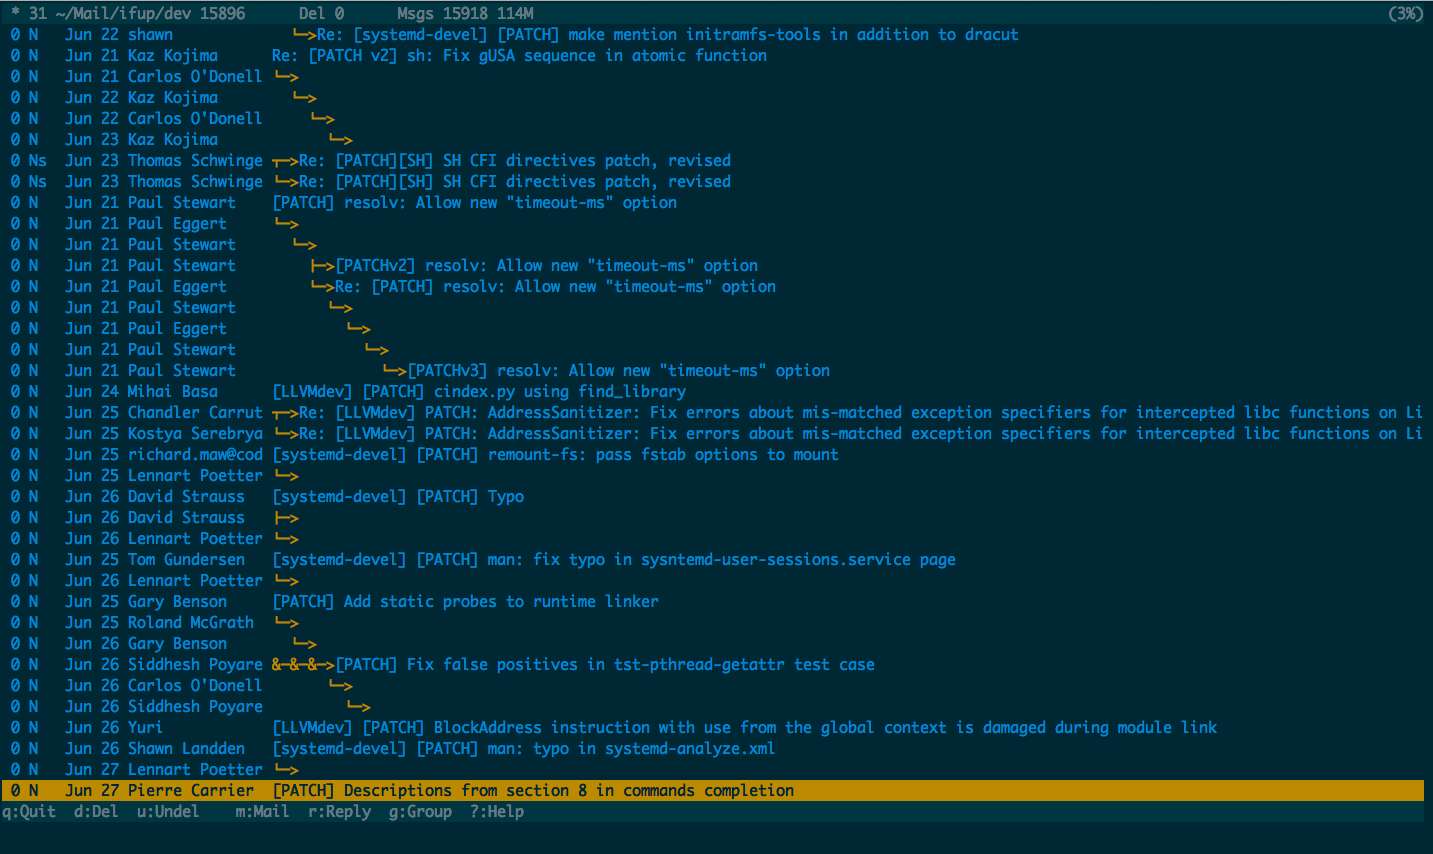 * 31 ~/Mail/ifup/dev 15896      Del 0      Msgs 15918 114M      (3%)
0 N   Jun 22 shawn            └─>Re: [systemd-devel] [PATCH] make mention initramfs-tools in addition to dracut
0 N   Jun 21 Kaz Kojima      Re: [PATCH v2] sh: Fix gUSA sequence in atomic function
0 N   Jun 21 Carlos O'Donell └─>
0 N   Jun 22 Kaz Kojima        └─>
0 N   Jun 22 Carlos O'Donell     └─>
0 N   Jun 23 Kaz Kojima            └─>
0 Ns  Jun 23 Thomas Schwinge ┬─>Re: [PATCH][SH] SH CFI directives patch, revised
0 Ns  Jun 23 Thomas Schwinge └─>Re: [PATCH][SH] SH CFI directives patch, revised
0 N   Jun 21 Paul Stewart    [PATCH] resolv: Allow new "timeout-ms" option
0 N   Jun 21 Paul Eggert     └─>
0 N   Jun 21 Paul Stewart      └─>
0 N   Jun 21 Paul Stewart        ├─>[PATCHv2] resolv: Allow new "timeout-ms" option
0 N   Jun 21 Paul Eggert         └─>Re: [PATCH] resolv: Allow new "timeout-ms" option
0 N   Jun 21 Paul Stewart          └─>
0 N   Jun 21 Paul Eggert             └─>
0 N   Jun 21 Paul Stewart              └─>
0 N   Jun 21 Paul Stewart                └─>[PATCHv3] resolv: Allow new "timeout-ms" option
0 N   Jun 24 Mihai Basa      [LLVMdev] [PATCH] cindex.py using find_library
0 N   Jun 25 Chandler Carrut ┬─>Re: [LLVMdev] PATCH: AddressSanitizer: Fix errors about mis-matched exception specifiers for intercepted libc functions on Li
0 N   Jun 25 Kostya Serebrya └─>Re: [LLVMdev] PATCH: AddressSanitizer: Fix errors about mis-matched exception specifiers for intercepted libc functions on Li
0 N   Jun 25 richard.maw@cod [systemd-devel] [PATCH] remount-fs: pass fstab options to mount
0 N   Jun 25 Lennart Poetter └─>
0 N   Jun 26 David Strauss   [systemd-devel] [PATCH] Typo
0 N   Jun 26 David Strauss   ├─>
0 N   Jun 26 Lennart Poetter └─>
0 N   Jun 25 Tom Gundersen   [systemd-devel] [PATCH] man: fix typo in sysntemd-user-sessions.service page
0 N   Jun 26 Lennart Poetter └─>
0 N   Jun 25 Gary Benson     [PATCH] Add static probes to runtime linker
0 N   Jun 25 Roland McGrath  └─>
0 N   Jun 26 Gary Benson       └─>
0 N   Jun 26 Siddhesh Poyare &─&─&─>[PATCH] Fix false positives in tst-pthread-getattr test case
0 N   Jun 26 Carlos O'Donell       └─>
0 N   Jun 26 Siddhesh Poyare         └─>
0 N   Jun 26 Yuri            [LLVMdev] [PATCH] BlockAddress instruction with use from the global context is damaged during module link
0 N   Jun 26 Shawn Landden   [systemd-devel] [PATCH] man: typo in systemd-analyze.xml
0 N   Jun 27 Lennart Poetter └─>
0 N   Jun 27 Pierre Carrier  [PATCH] Descriptions from section 8 in commands completion
q:Quit  d:Del  u:Undel    m:Mail  r:Reply  g:Group  ?:Help